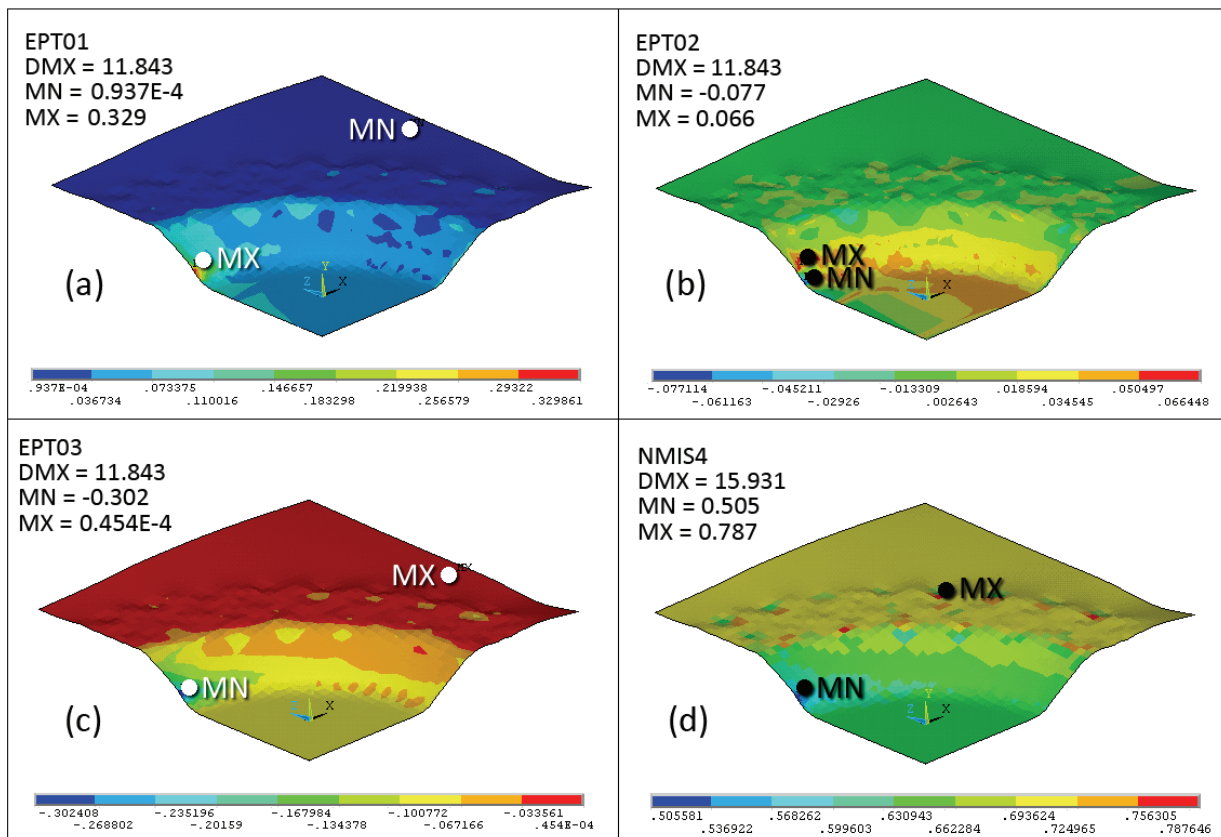 EPT01
DMX = 11.843
MN = 0.937E-4
MX = 0.329
MN
MX
(a)
Y
Z X
.937E-04 .073375 .146657 .219938 .29322
.036734 .110016 .183298 .256579 .329861
EPT02
DMX = 11.843
MN = -0.077
MX = 0.066
MX
MN
(b)
Y
Z X
-.077114 -.045211 -.013309 .018594 .050497
-.061163 -.02926 .002643 .034545 .066448
EPT03
DMX = 11.843
MN = -0.302
MX = 0.454E-4
MX
MN
(c)
Y
Z X
-.302408 -.235196 -.167984 -.100772 -.033561
-.268802 -.20159 -.134378 -.067166 .454E-04
NMIS4
DMX = 15.931
MN = 0.505
MX = 0.787
MX
MN
(d)
Y
Z X
.505581 .568262 .630943 .693624 .756305
.536922 .599603 .662284 .724965 .787646